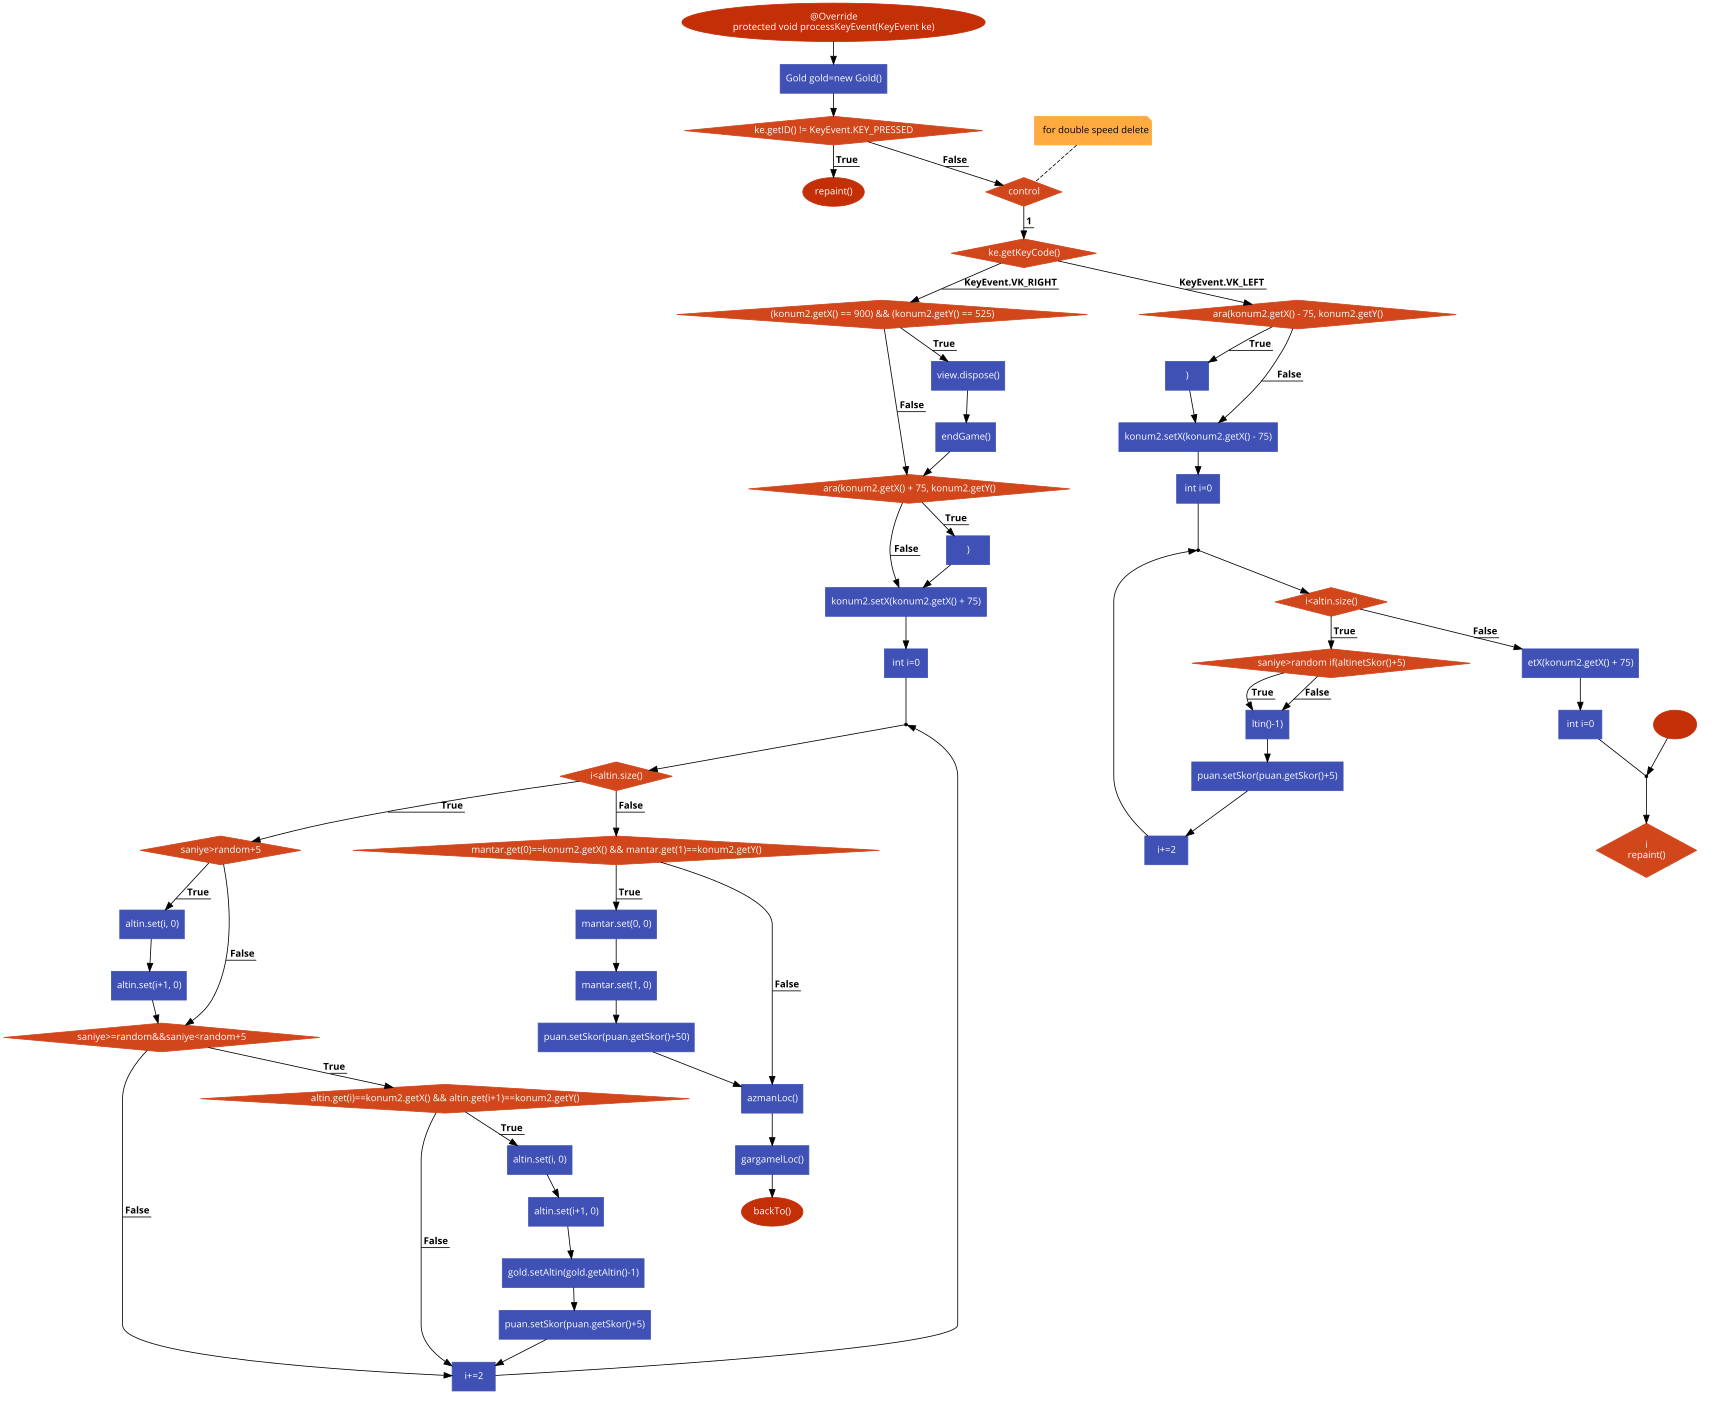 @Override
protected void processKeyEvent(KeyEvent ke)
Gold gold=new Gold()
ke.getID() != KeyEvent.KEY_PRESSED
for double speed delete
True
False
repaint()
control
1
ke.getKeyCode()
KeyEvent.VK_RIGHT
KeyEvent.VK_LEFT
(konum2.getX() == 900) && (konum2.getY() == 525)
ara(konum2.getX() - 75, konum2.getY()
True
True
view.dispose()
)
False
False
endGame()
konum2.setX(konum2.getX() - 75)
ara(konum2.getX() + 75, konum2.getY()
int i=0
True
False
)
konum2.setX(konum2.getX() + 75)
i<altin.size()
True
False
int i=0
saniye>random if(altinetSkor()+5)
etX(konum2.getX() + 75)
True
False
ltin()-1)
int i=0
i<altin.size()
puan.setSkor(puan.getSkor()+5)
True
False
saniye>random+5
mantar.get(0)==konum2.getX() && mantar.get(1)==konum2.getY()
i+=2
i
repaint()
True
True
altin.set(i, 0)
mantar.set(0, 0)
False
False
altin.set(i+1, 0)
mantar.set(1, 0)
saniye>=random&&saniye<random+5
puan.setSkor(puan.getSkor()+50)
True
altin.get(i)==konum2.getX() && altin.get(i+1)==konum2.getY()
azmanLoc()
True
altin.set(i, 0)
gargamelLoc()
False
altin.set(i+1, 0)
backTo()
False
gold.setAltin(gold.getAltin()-1)
puan.setSkor(puan.getSkor()+5)
i+=2